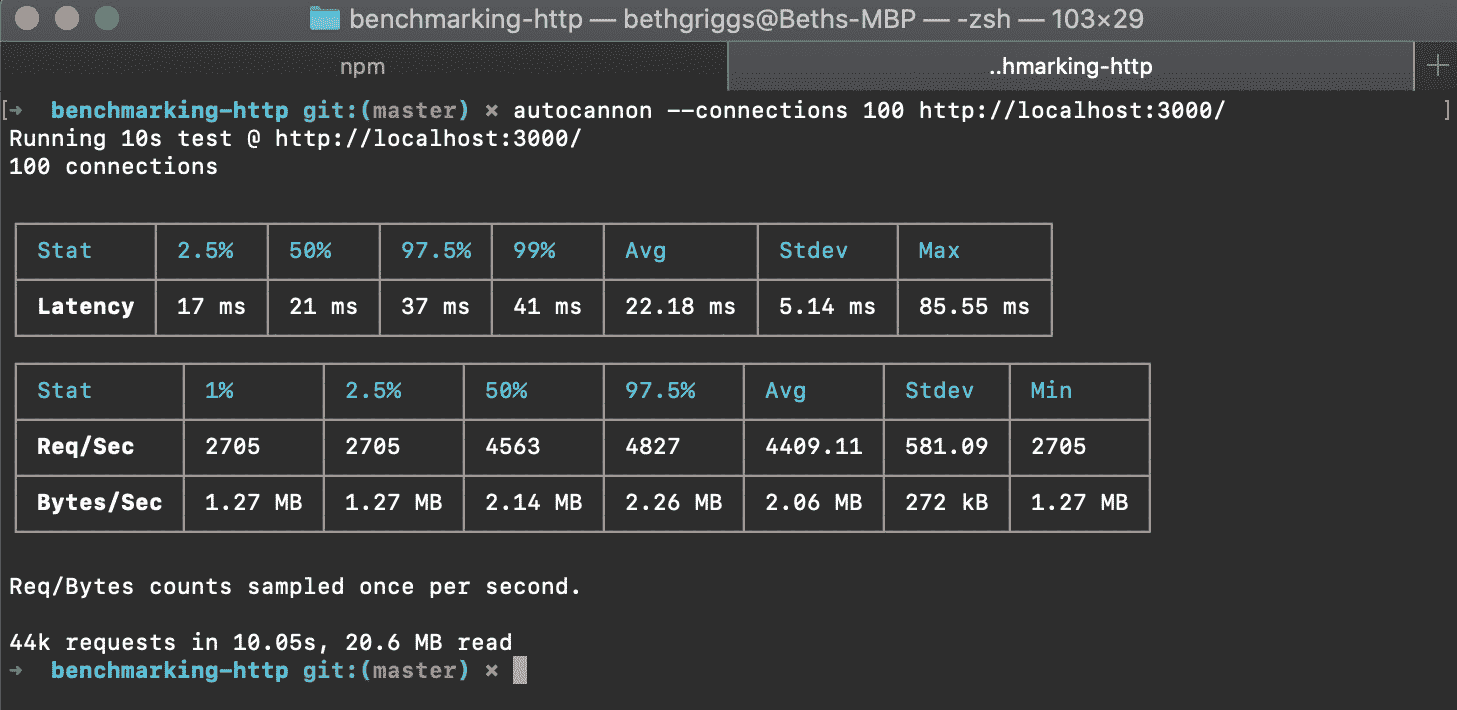 benchmarking-http — bethgriggs@Beths-MBP — -zsh — 103×29
npm ..hmarking-http +
[➜ benchmarking-http git:(master) ✗ autocannon --connections 100 http://localhost:3000/ ]
Running 10s test @ http://localhost:3000/
100 connections
Stat 2.5% 50% 97.5% 99% Avg Stdev Max
Latency 17 ms 21 ms 37 ms 41 ms 22.18 ms 5.14 ms 85.55 ms
Stat 1% 2.5% 50% 97.5% Avg Stdev Min
Req/Sec 2705 2705 4563 4827 4409.11 581.09 2705
Bytes/Sec 1.27 MB 1.27 MB 2.14 MB 2.26 MB 2.06 MB 272 kB 1.27 MB
Req/Bytes counts sampled once per second.
44k requests in 10.05s, 20.6 MB read
➜ benchmarking-http git:(master) ✗